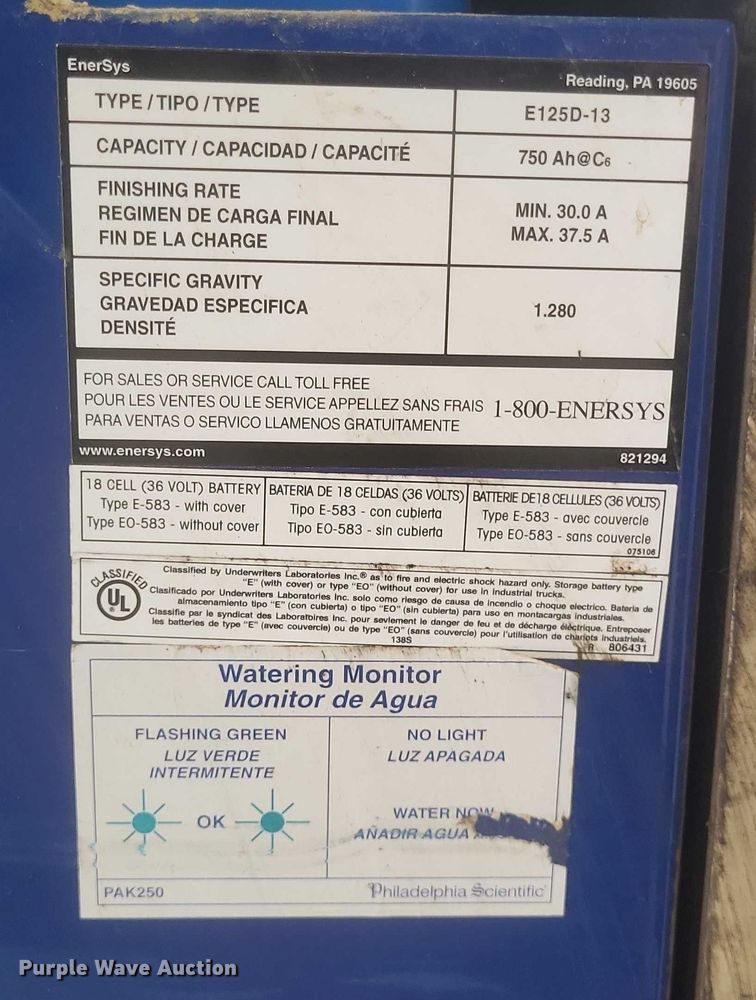 EnerSys
Reading, PA 19605
TYPE / TIPO / TYPE
E125D-13
CAPACITY / CAPACIDAD / CAPACITÉ
750 Ah@C6
FINISHING RATE
REGIMEN DE CARGA FINAL
FIN DE LA CHARGE
MIN. 30.0 A
MAX. 37.5 A
SPECIFIC GRAVITY
GRAVEDAD ESPECIFICA
DENSITÉ
1.280
FOR SALES OR SERVICE CALL TOLL FREE
POUR LES VENTES OU LE SERVICE APPELLEZ SANS FRAIS
PARA VENTAS O SERVICO LLAMENOS GRATUITAMENTE
1-800-ENERSYS
www.enersys.com
821294
18 CELL (36 VOLT) BATTERY
Type E-583 - with cover
Type EO-583 - without cover
BATERIA DE 18 CELDAS (36 VOLTS)
Tipo E-583 - con cubierta
Tipo EO-583 - sin cubierta
BATTERIE DE 18 CELLULES (36 VOLTS)
Type E-583 - avec couvercle
Type EO-583 - sans couvercle
075106
CLASSIFIED
UL
Classified by Underwriters Laboratories Inc.® as to fire and electric shock hazard only. Storage battery type
"E" (with cover) or type "EO" (without cover) for use in industrial trucks.
Clasificado por Underwriters Laboratories Inc. solo como riesgo de causa de incendio o choque electrico. Bateria de
almacenamiento tipo "E" (con cubierta) o tipo "EO" (sin cubierta) para uso en montacargas industriales.
Classifie par le syndicat des Laboratoires Inc. pour sevlement le danger de feu et de décharge éléctrique. Entreposer
les batteries de type "E" (avec couvercle) ou de type "EO" (sans couvercle) pour l'utilisation de chariots industriels.
138S
R 806431
Watering Monitor
Monitor de Agua
FLASHING GREEN
LUZ VERDE
INTERMITENTE
OK
NO LIGHT
LUZ APAGADA
WATER NOW
AÑADIR AGUA
PAK250
Philadelphia Scientific
Purple Wave Auction